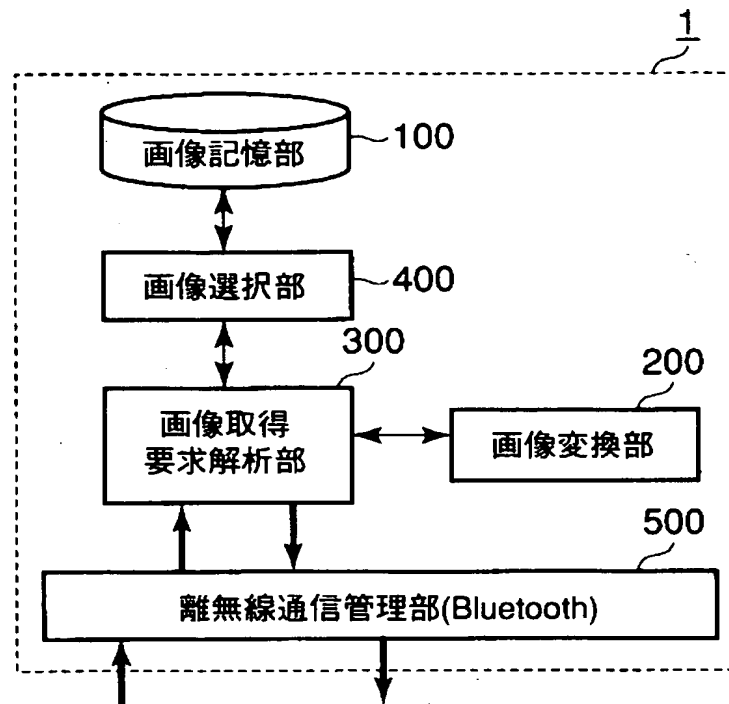 1
画像記憶部
100
画像選択部
400
300
画像取得
要求解析部
200
画像変換部
500
離無線通信管理部(Bluetooth)